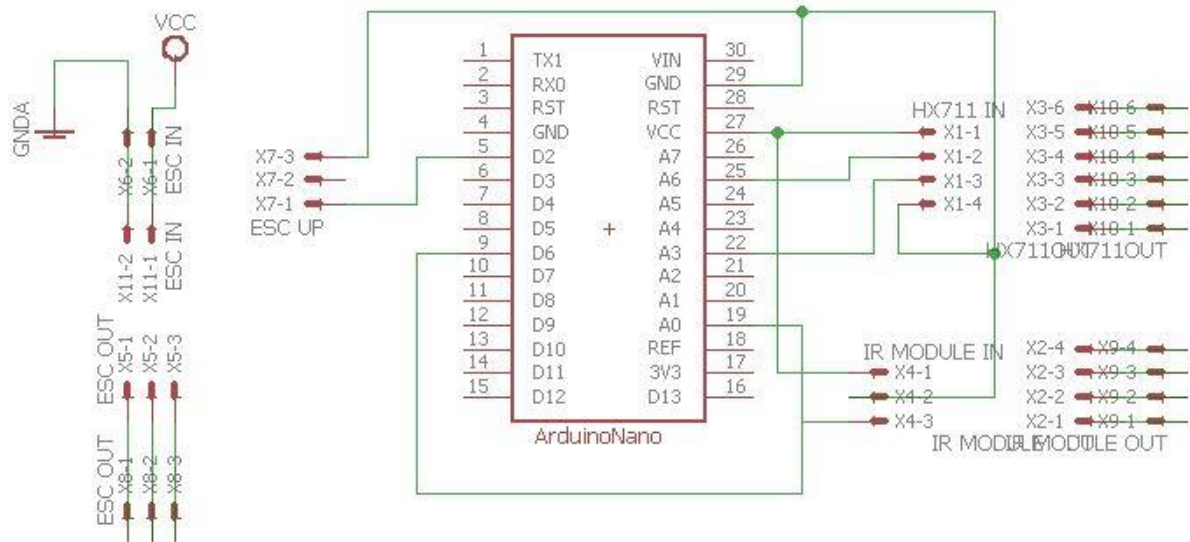 VCC
GNDA
X6-2
X6-1
ESC IN
X11-2
X11-1
ESC IN
ESC OUT
X5-1
X5-2
X5-3
ESC OUT
X8-1
X8-2
X8-3
X7-3
X7-2
X7-1
ESC UP
1 TX1 VIN 30
2 RX0 GND 29
3 RST RST 28
4 GND VCC 27
5 D2 A7 26
6 D3 A6 25
7 D4 A5 24
8 D5 A4 23
9 D6 A3 22
10 D7 A2 21
11 D8 A1 20
12 D9 A0 19
13 D10 REF 18
14 D11 3V3 17
15 D12 D13 16
ArduinoNano
HX711 IN
X1-1
X1-2
X1-3
X1-4
X3-6 X10-6
X3-5 X10-5
X3-4 X10-4
X3-3 X10-3
X3-2 X10-2
X3-1 X10-1
HX711OUT HX711OUT
IR MODULE IN
X4-1
X4-2
X4-3
X2-4 X9-4
X2-3 X9-3
X2-2 X9-2
X2-1 X9-1
IR MODULE OUT IR MODULE OUT